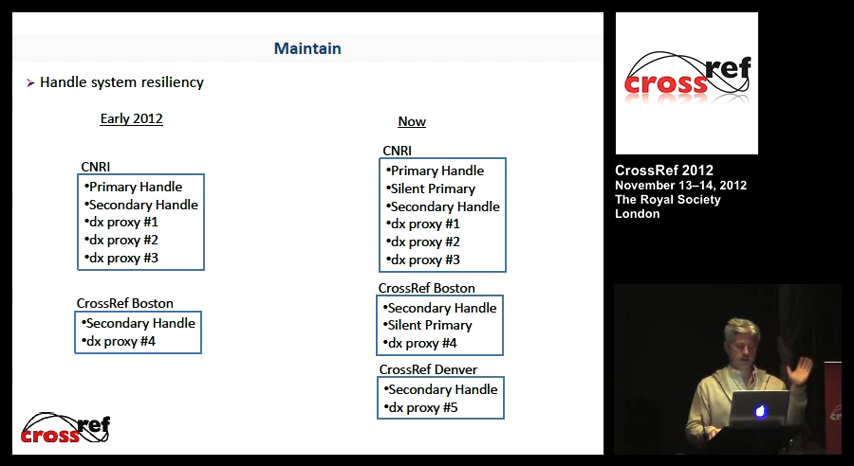 Maintain
➢ Handle system resiliency
Early 2012
CNRI
•Primary Handle
•Secondary Handle
•dx proxy #1
•dx proxy #2
•dx proxy #3
CrossRef Boston
•Secondary Handle
•dx proxy #4
Now
CNRI
•Primary Handle
•Silent Primary
•Secondary Handle
•dx proxy #1
•dx proxy #2
•dx proxy #3
CrossRef Boston
•Secondary Handle
•Silent Primary
•dx proxy #4
CrossRef Denver
•Secondary Handle
•dx proxy #5
crossref
crossref
CrossRef 2012
November 13–14, 2012
The Royal Society
London